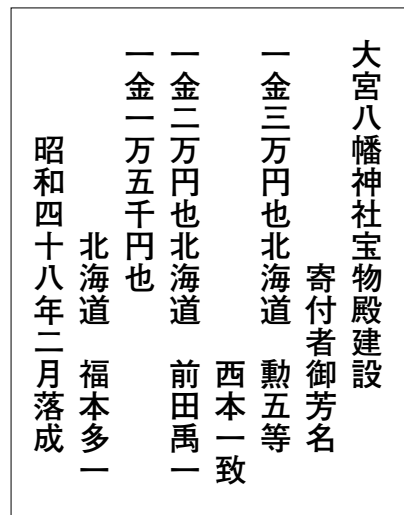 大宮八幡神社宝物殿建設
寄付者御芳名
一金三万円也北海道 勲五等
西本一致
一金二万円也北海道 前田禹一
一金一万五千円也
北海道 福本多一
昭和四十八年二月落成